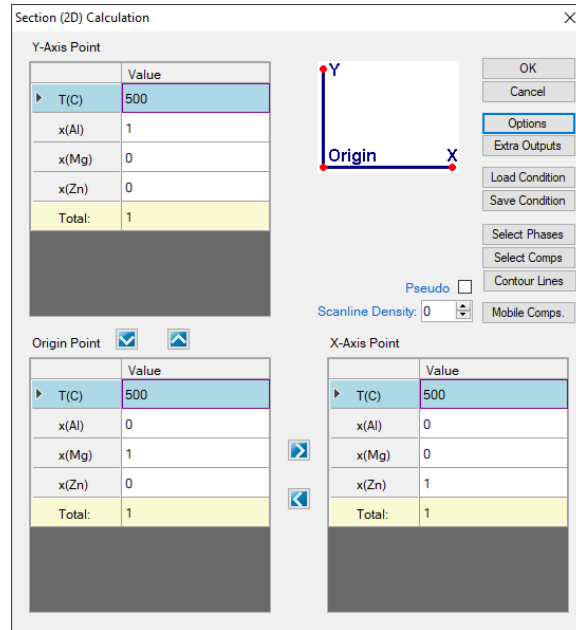 Section (2D) Calculation
Y-Axis Point
Value
T(C) 500
x(Al) 1
x(Mg) 0
x(Zn) 0
Total: 1
Y
Origin X
OK
Cancel
Options
Extra Outputs
Load Condition
Save Condition
Select Phases
Select Comps
Contour Lines
Mobile Comps.
Pseudo
Scanline Density: 0
Origin Point
Value
T(C) 500
x(Al) 0
x(Mg) 1
x(Zn) 0
Total: 1
X-Axis Point
Value
T(C) 500
x(Al) 0
x(Mg) 0
x(Zn) 1
Total: 1